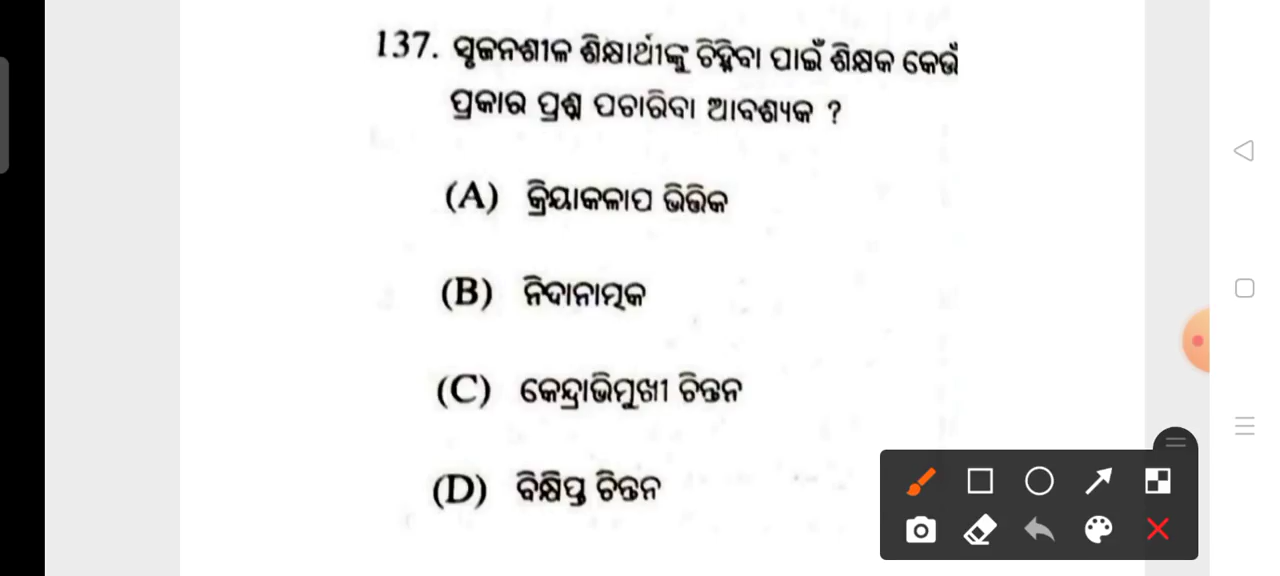 137. ସୃଜନଶୀଳ ଶିକ୍ଷାର୍ଥୀଙ୍କୁ ଚିହ୍ନିବା ପାଇଁ ଶିକ୍ଷକ କେଉଁ
ପ୍ରକାର ପ୍ରଶ୍ନ ପଚାରିବା ଆବଶ୍ୟକ ?
(A) କ୍ରିୟାକଳାପ ଭିତ୍ତିକ
(B) ନିଦାନାତ୍ମକ
(C) କେନ୍ଦ୍ରାଭିମୁଖୀ ଚିନ୍ତନ
(D) ବିକ୍ଷିପ୍ତ ଚିନ୍ତନ